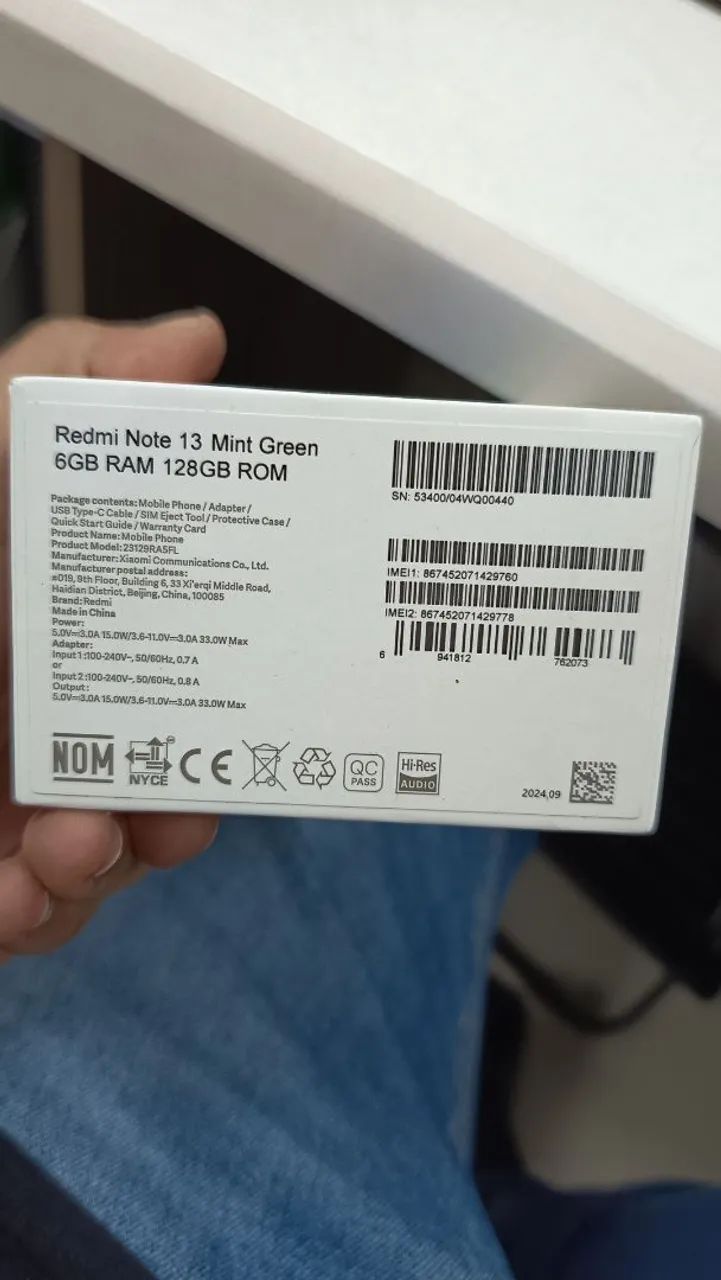 Redmi Note 13 Mint Green
6GB RAM 128GB ROM
Package contents: Mobile Phone / Adapter /
USB Type-C Cable / SIM Eject Tool / Protective Case /
Quick Start Guide / Warranty Card
Product Name: Mobile Phone
Product Model: 23129RA5FL
Manufacturer: Xiaomi Communications Co., Ltd.
Manufacturer postal address:
#019, 9th Floor, Building 6, 33 Xi'erqi Middle Road,
Haidian District, Beijing, China, 100085
Brand: Redmi
Made in China
Power:
5.0V⎓3.0A 15.0W/3.6-11.0V⎓3.0A 33.0W Max
Adapter:
Input 1 :100-240V~, 50/60Hz, 0.7 A
or
Input 2 :100-240V~, 50/60Hz, 0.8 A
Output :
5.0V⎓3.0A 15.0W/3.6-11.0V⎓3.0A 33.0W Max
SN: 53400/04WQ00440
IMEI1: 867452071429760
IMEI2: 867452071429778
6 941812 762073
NOM
NYCE
CE
QC
PASS
Hi-Res
AUDIO
2024.09